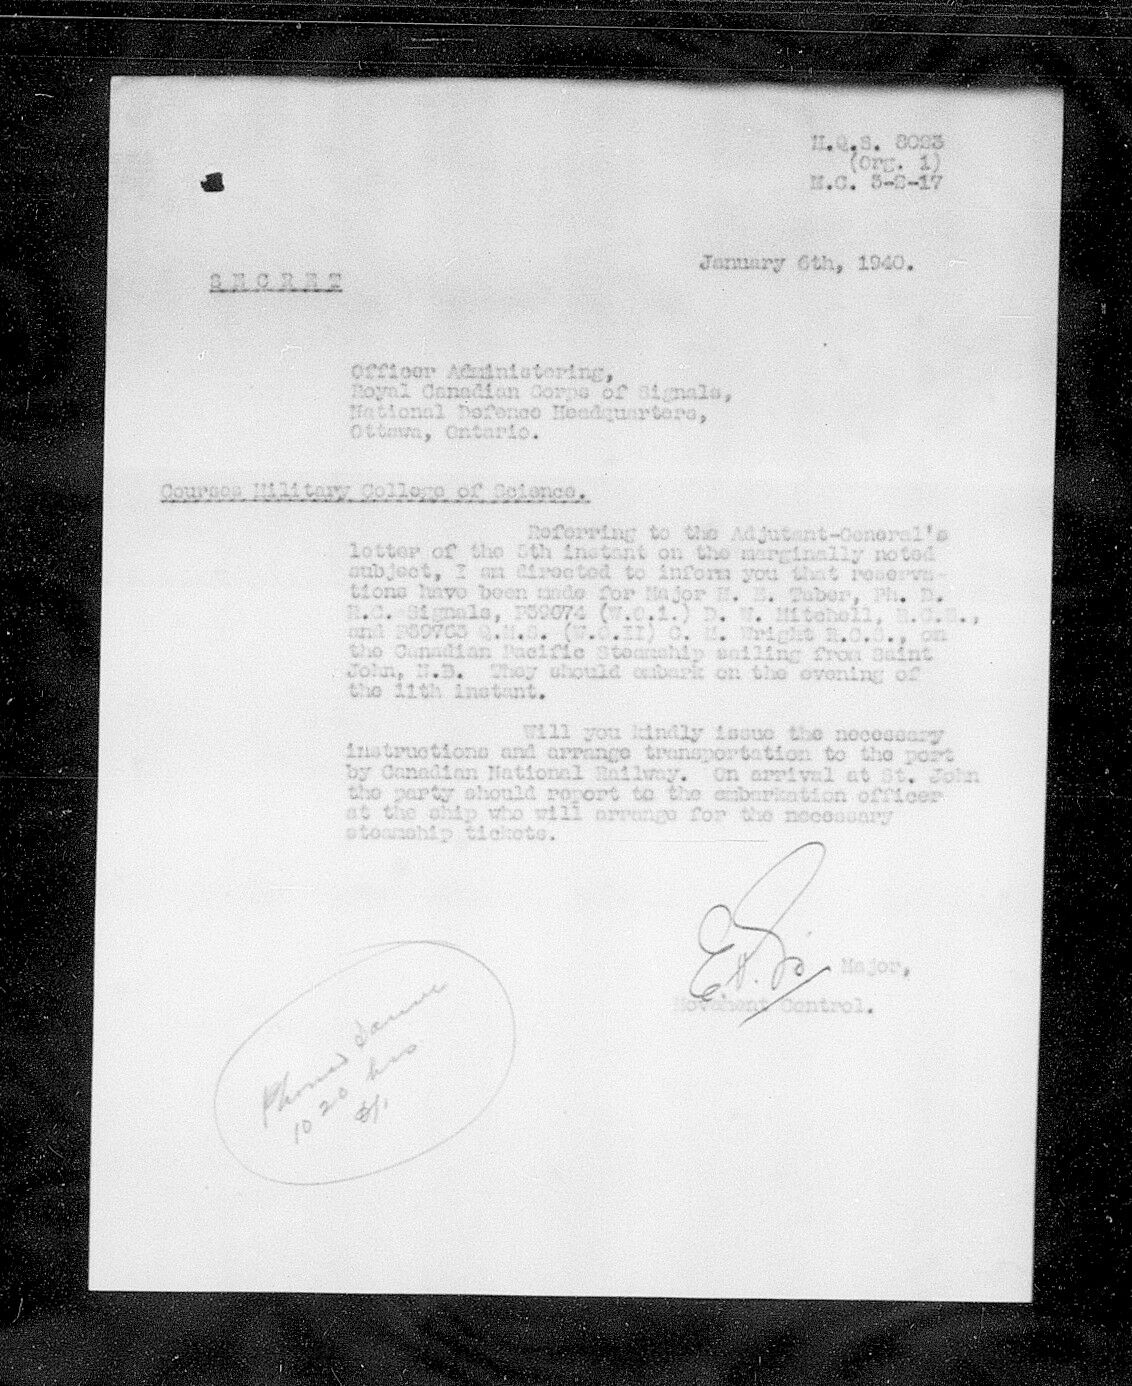 H.Q.S. 8023
(Org. 1)
M.C. 3-2-17
January 6th, 1940.
S E C R E T
Officer Administering,
Royal Canadian Corps of Signals,
National Defence Headquarters,
Ottawa, Ontario.
Courses Military College of Science.
Referring to the Adjutant-General's
letter of the 5th instant on the marginally noted
subject, I am directed to inform you that reserva-
tions have been made for Major H. E. Taber, Ph. D.
R.C. Signals, P39074 (W.O.1.) D. W. Mitchell, R.C.S.,
and Q.M.S. (W.O.II) C. M. Wright R.C.S., on
the Canadian Pacific Steamship sailing from Saint
John, N.B. They should embark on the evening of
the 11th instant.
Will you kindly issue the necessary
instructions and arrange transportation to the port
by Canadian National Railway. On arrival at St. John
the party should report to the embarkation officer
at the ship who will arrange for the necessary
steamship tickets.
Major,
Movement Control.
Phoned
10 20 hrs